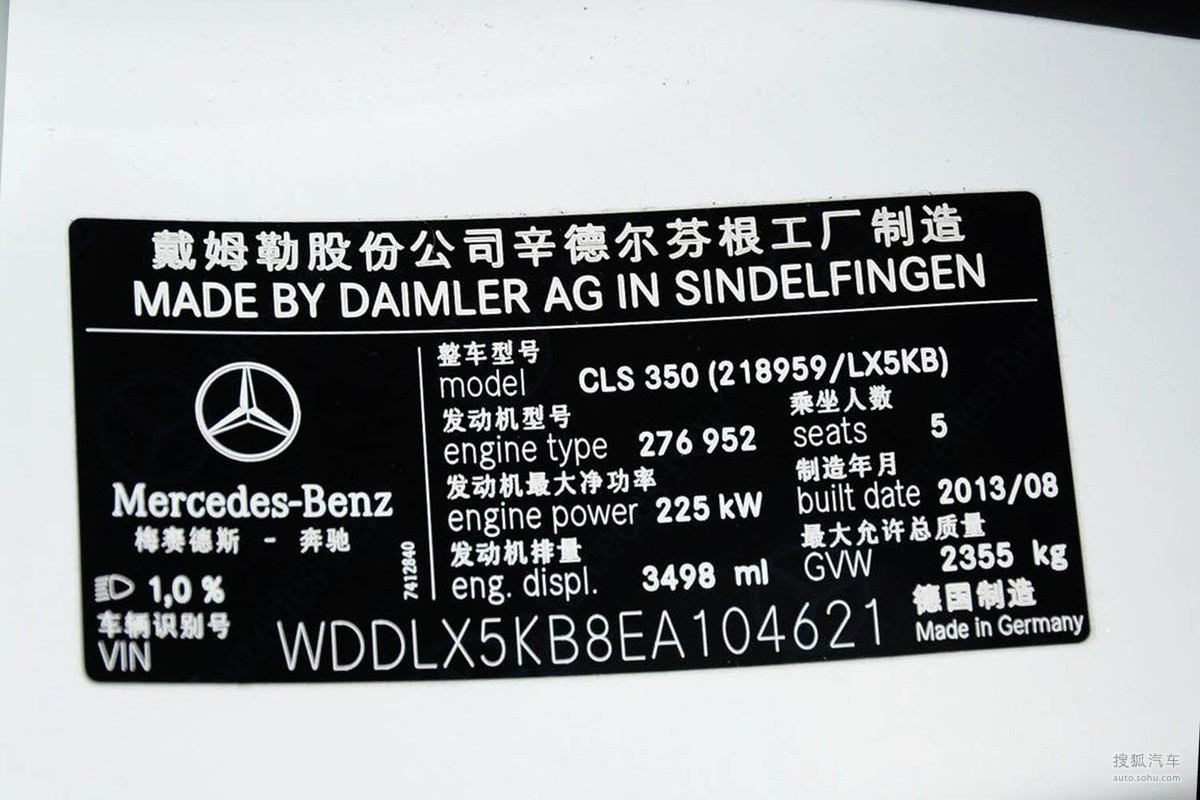 戴姆勒股份公司辛德尔芬根工厂制造
MADE BY DAIMLER AG IN SINDELFINGEN
Mercedes-Benz
梅赛德斯 - 奔驰
1,0 %
7412840
整车型号
model CLS 350 (218959/LX5KB)
发动机型号
engine type 276 952
乘坐人数
seats 5
发动机最大净功率
engine power 225 kW
制造年月
built date 2013/08
发动机排量
eng. displ. 3498 ml
最大允许总质量
GVW 2355 kg
车辆识别号
VIN WDDLX5KB8EA104621
德国制造
Made in Germany
搜狐汽车
auto.sohu.com